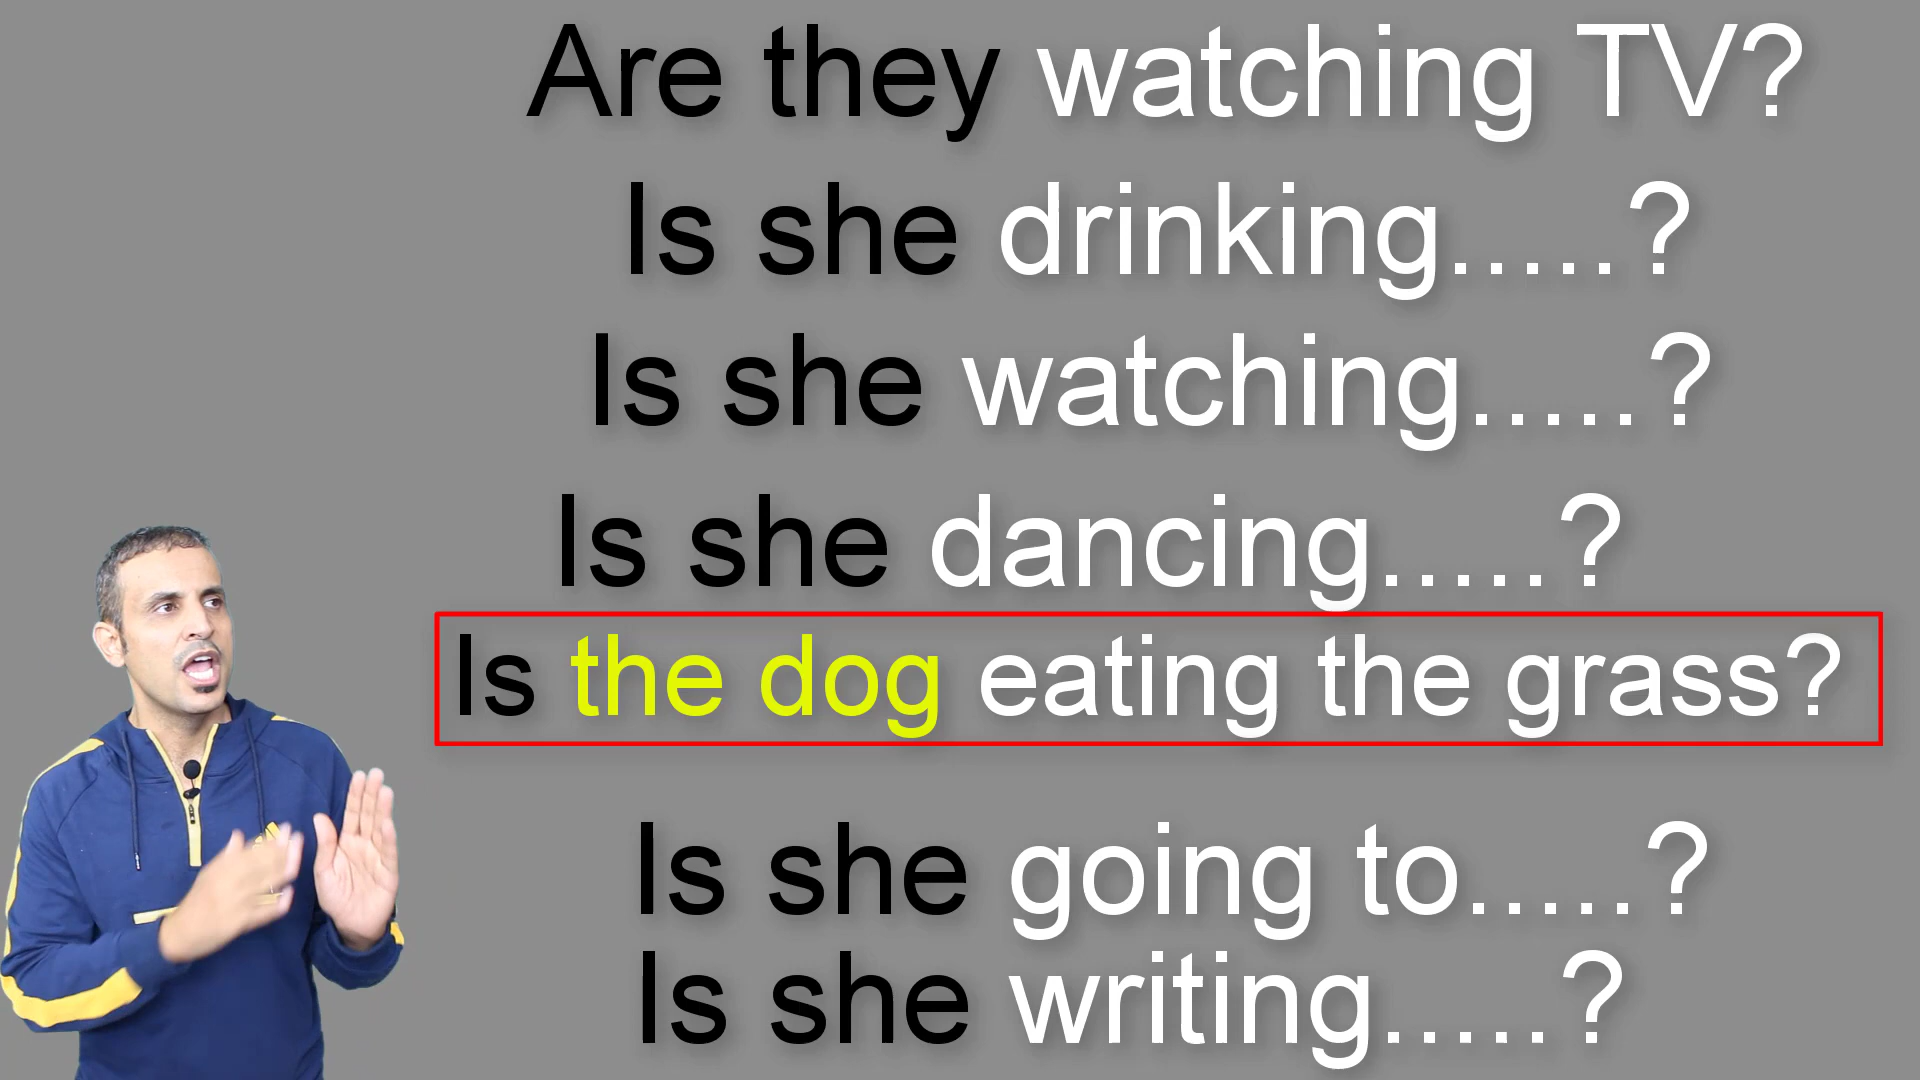 Are they watching TV?
Is she drinking.....?
Is she watching.....?
Is she dancing.....?
Is the dog eating the grass?
Is she going to.....?
Is she writing.....?